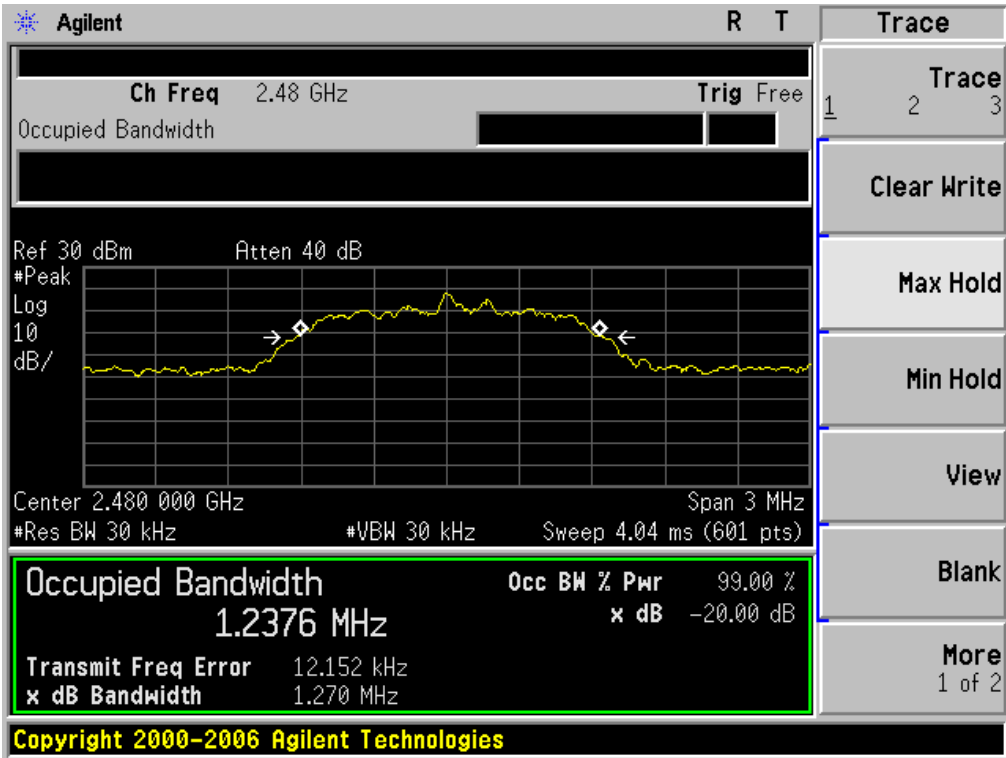 Agilent R T
Ch Freq 2.48 GHz Trig Free
Occupied Bandwidth
Ref 30 dBm Atten 40 dB
#Peak
Log
10
dB/
Center 2.480 000 GHz Span 3 MHz
#Res BW 30 kHz #VBW 30 kHz Sweep 4.04 ms (601 pts)
Occupied Bandwidth
1.2376 MHz
Occ BW % Pwr 99.00 %
x dB -20.00 dB
Transmit Freq Error 12.152 kHz
x dB Bandwidth 1.270 MHz
Copyright 2000-2006 Agilent Technologies
Trace
Trace
1 2 3
Clear Write
Max Hold
Min Hold
View
Blank
More
1 of 2